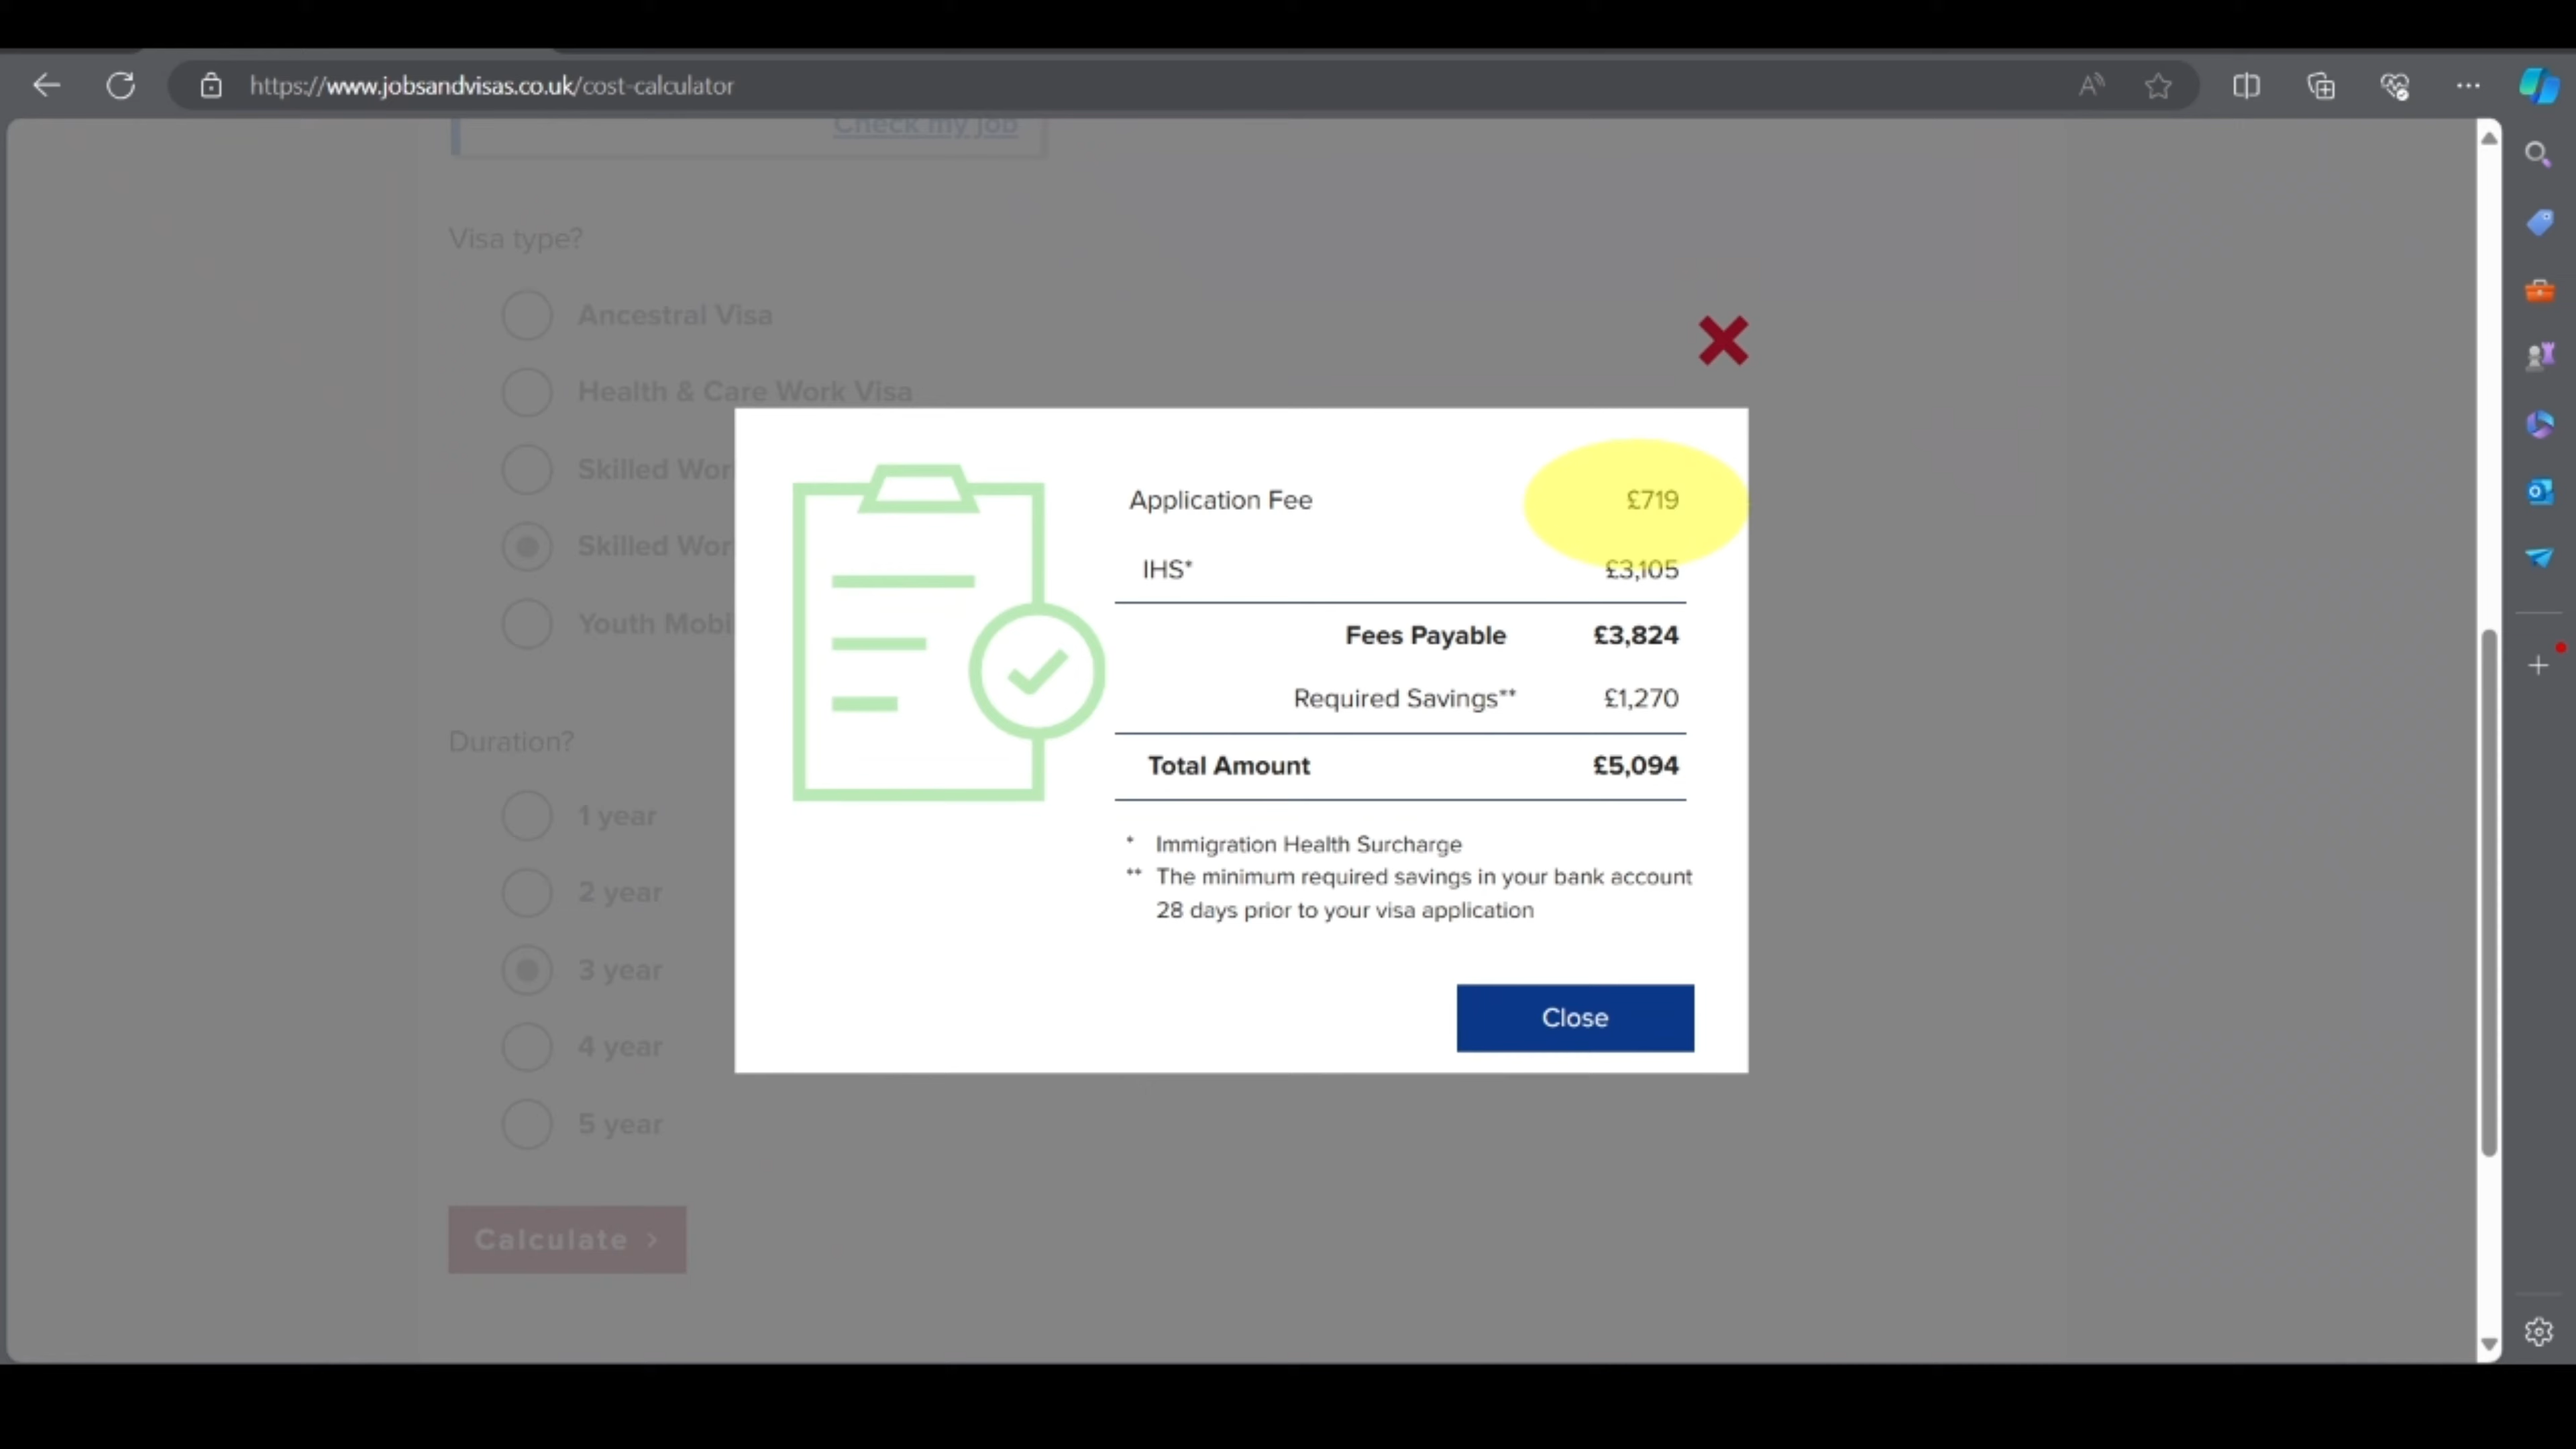 https://www.jobsandvisas.co.uk/cost-calculator
Check my job
Visa type?
Ancestral Visa
Health & Care Work Visa
Skilled Wor
Skilled Wor
Youth Mobi
Application Fee £719
IHS* £3,105
Fees Payable £3,824
Required Savings** £1,270
Total Amount £5,094
* Immigration Health Surcharge
** The minimum required savings in your bank account
28 days prior to your visa application
Close
Duration?
1 year
2 year
3 year
4 year
5 year
Calculate >